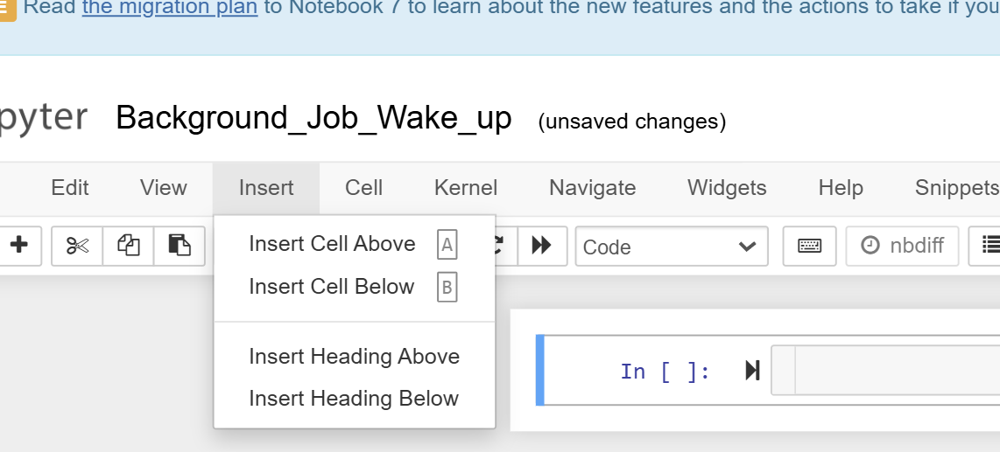 Read the migration plan to Notebook 7 to learn about the new features and the actions to take if you
pyter Background_Job_Wake_up (unsaved changes)
Edit View Insert Cell Kernel Navigate Widgets Help Snippets
Code nbdiff
Insert Cell Above A
Insert Cell Below B
Insert Heading Above
Insert Heading Below
In [ ]: